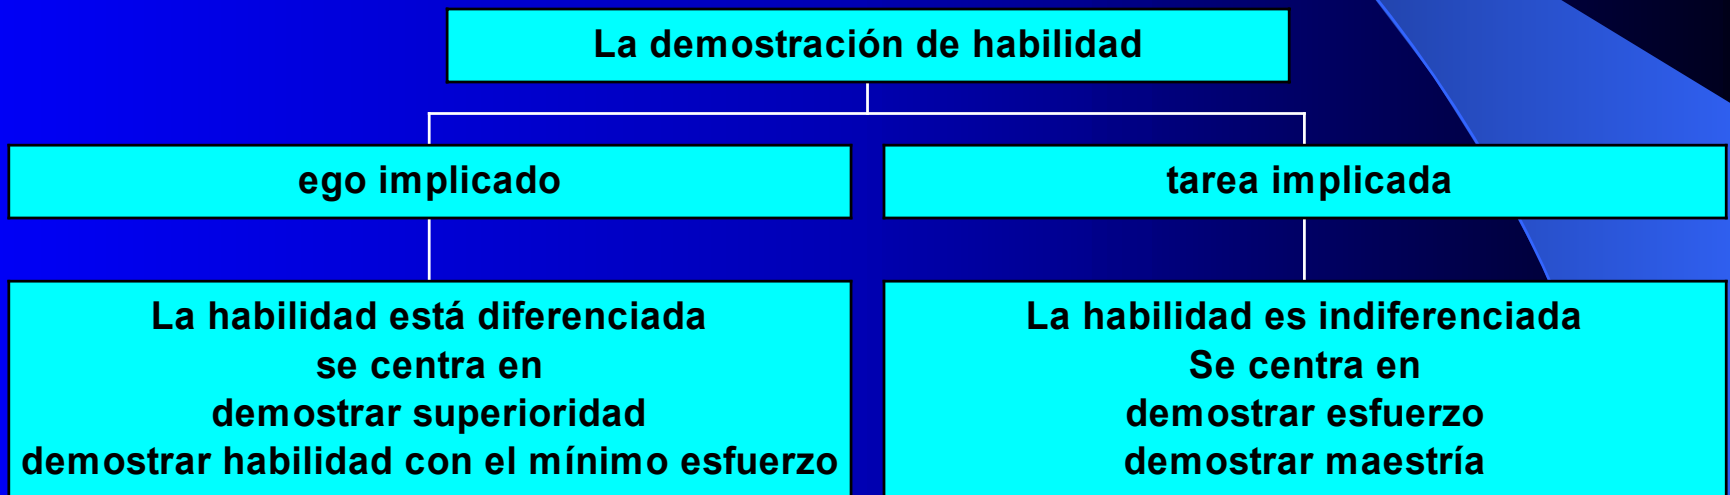 La demostración de habilidad
ego implicado
tarea implicada
La habilidad está diferenciada
se centra en
demostrar superioridad
demostrar habilidad con el mínimo esfuerzo
La habilidad es indiferenciada
Se centra en
demostrar esfuerzo
demostrar maestría